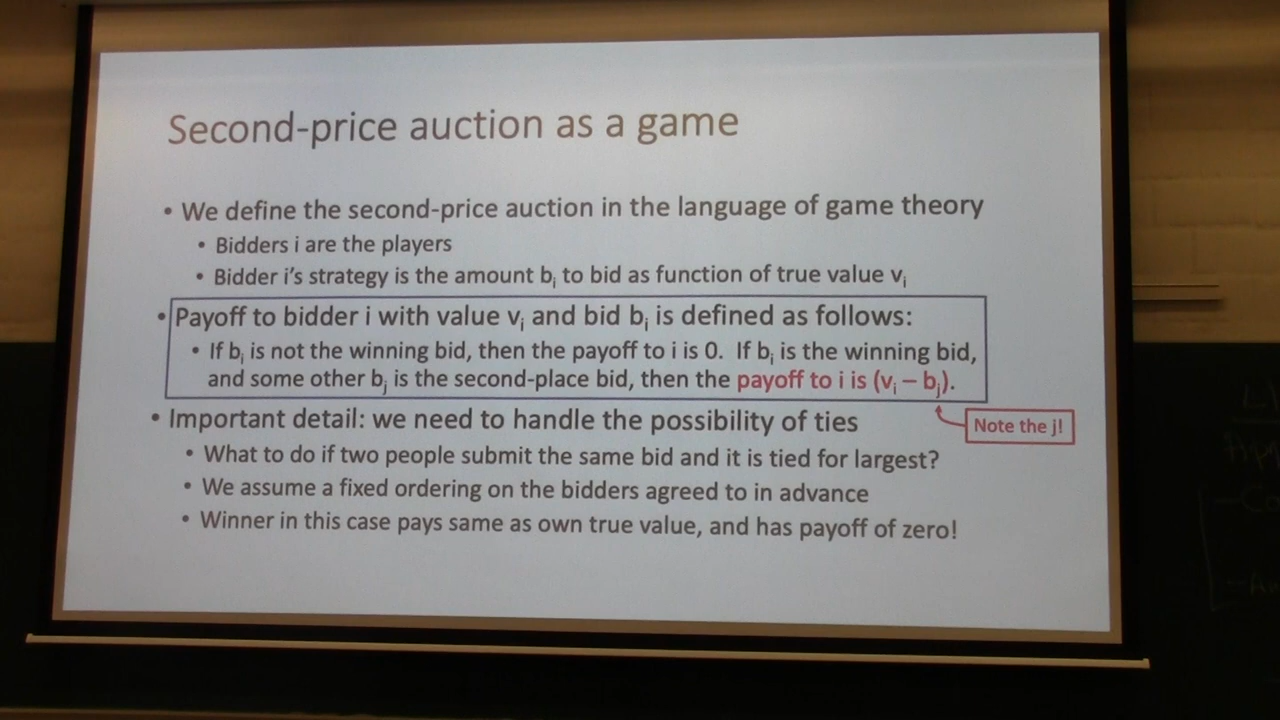 Second-price auction as a game
• We define the second-price auction in the language of game theory
• Bidders i are the players
• Bidder i's strategy is the amount bᵢ to bid as function of true value vᵢ
• Payoff to bidder i with value vᵢ and bid bᵢ is defined as follows:
• If bᵢ is not the winning bid, then the payoff to i is 0. If bᵢ is the winning bid,
and some other bⱼ is the second-place bid, then the payoff to i is (vᵢ – bⱼ).
• Important detail: we need to handle the possibility of ties
Note the j!
• What to do if two people submit the same bid and it is tied for largest?
• We assume a fixed ordering on the bidders agreed to in advance
• Winner in this case pays same as own true value, and has payoff of zero!